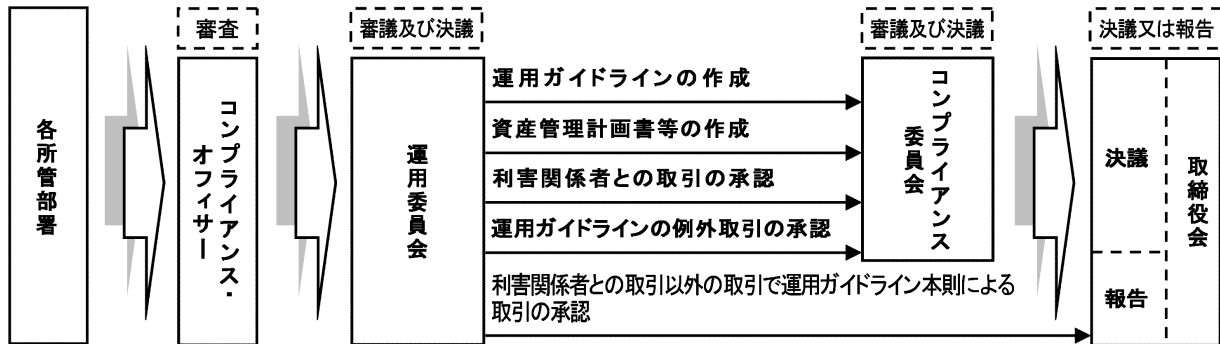 審査
審議及び決議
審議及び決議
決議又は報告
各所管部署
コンプライアンス・
オフィサー
運用委員会
運用ガイドラインの作成
資産管理計画書等の作成
利害関係者との取引の承認
運用ガイドラインの例外取引の承認
利害関係者との取引以外の取引で運用ガイドライン本則による
取引の承認
コンプライアンス
委員会
決議
報告
取締役会